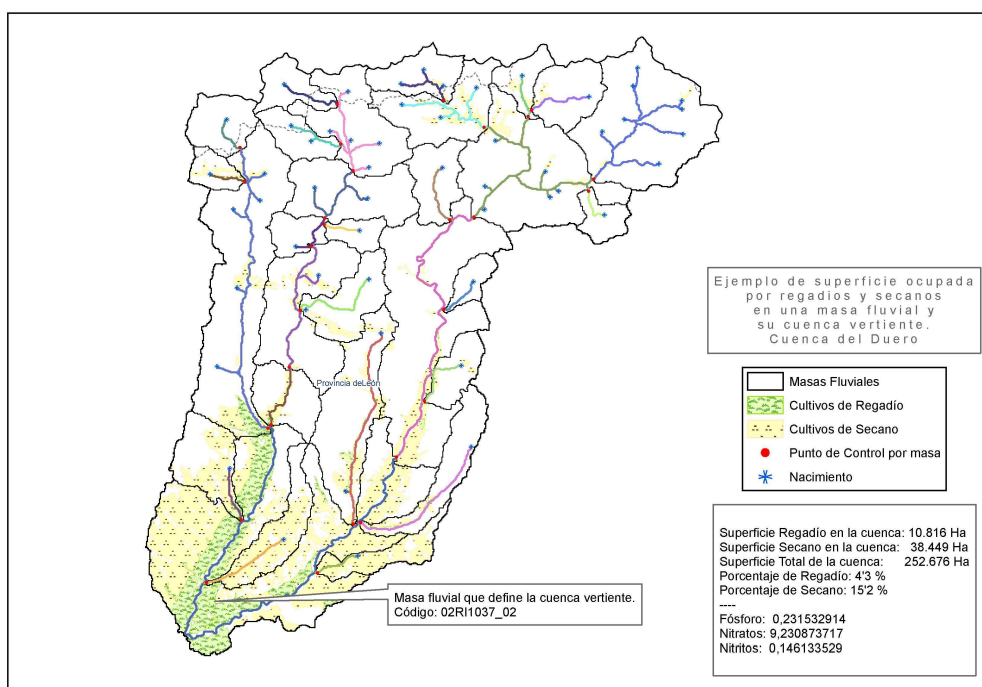 Ejemplo de superficie ocupada
por regadios y secanos
en una masa fluvial y
su cuenca vertiente.
Cuenca del Duero
Masas Fluviales
Cultivos de Regadío
Cultivos de Secano
Punto de Control por masa
Nacimiento
Provincia deLeón
Superficie Regadío en la cuenca: 10.816 Ha
Superficie Secano en la cuenca: 38.449 Ha
Superficie Total de la cuenca: 252.676 Ha
Porcentaje de Regadío: 4'3 %
Porcentaje de Secano: 15'2 %
----
Fósforo: 0,231532914
Nitratos: 9,230873717
Nitritos: 0,146133529
Masa fluvial que define la cuenca vertiente.
Código: 02RI1037_02